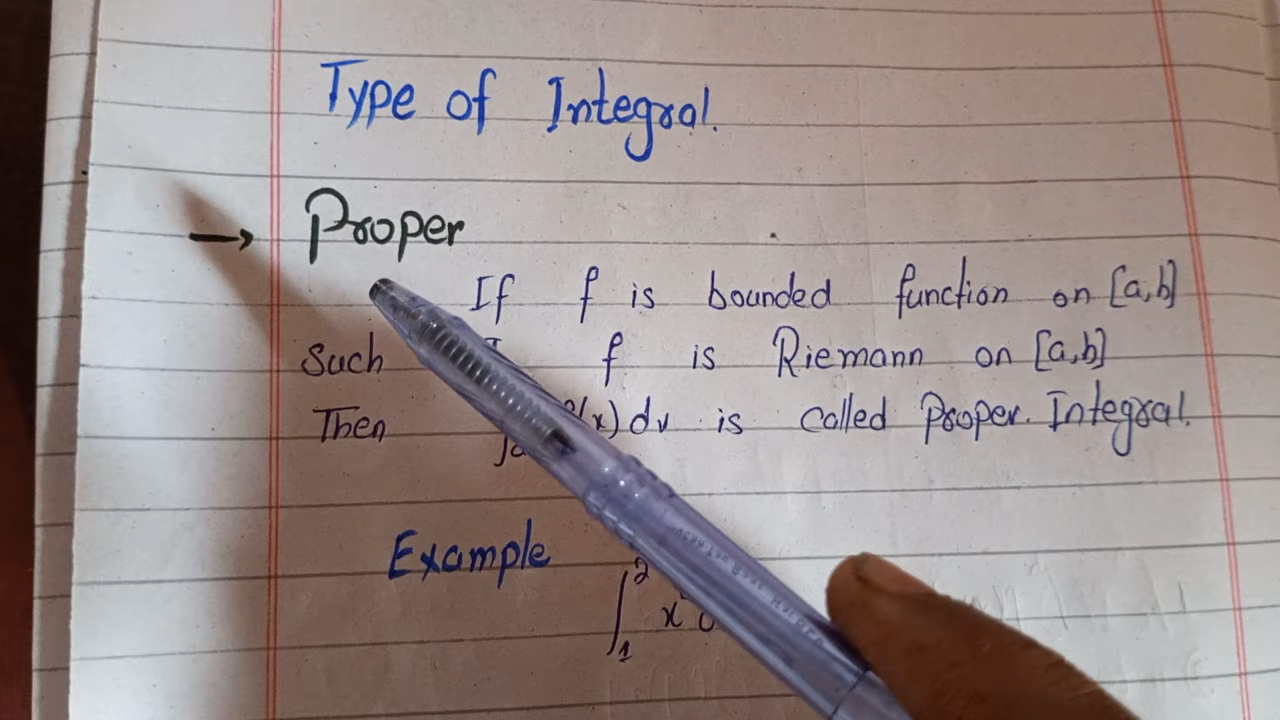 Type of Integral.
Proper
If f is bounded function on [a,b]
Such f is Riemann on [a,b]
Then (x) dv is called Proper. Integral.
Example
∫₁² x